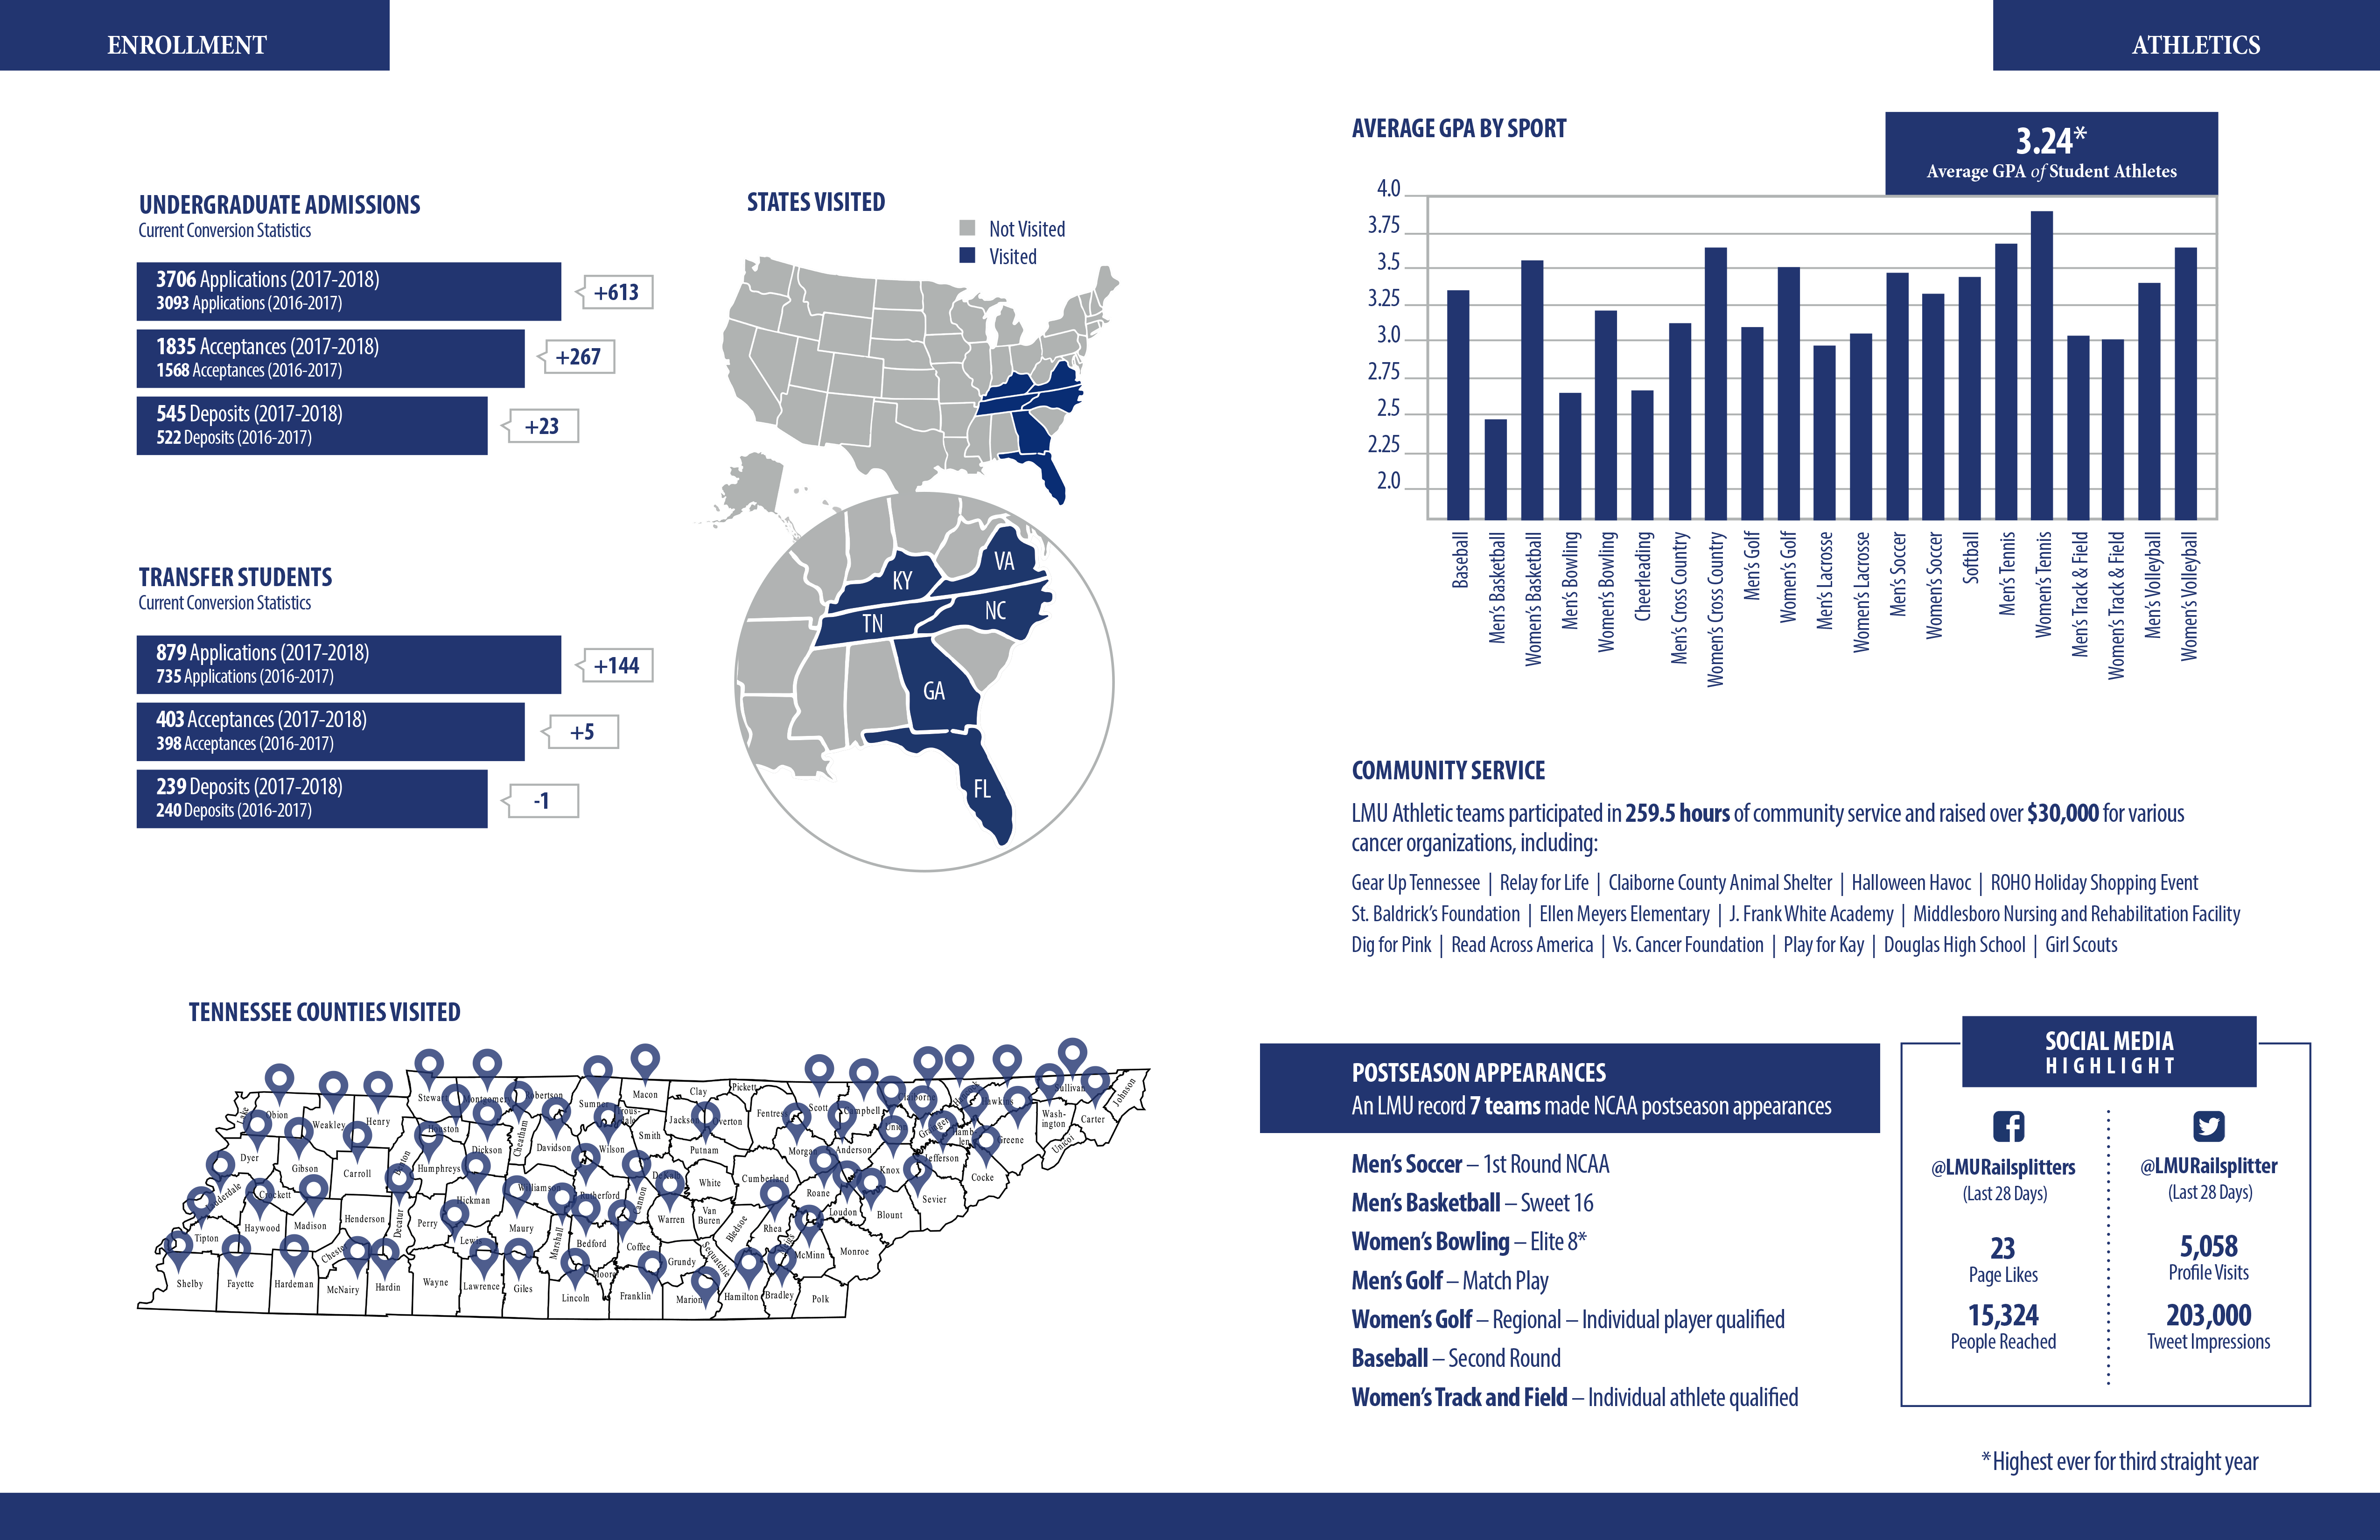 ENROLLMENT
UNDERGRADUATE ADMISSIONS
Current Conversion Statistics
3706 Applications (2017-2018)
3093 Applications (2016-2017)
+613
1835 Acceptances (2017-2018)
1568 Acceptances (2016-2017)
+267
545 Deposits (2017-2018)
522 Deposits (2016-2017)
+23
TRANSFER STUDENTS
Current Conversion Statistics
879 Applications (2017-2018)
735 Applications (2016-2017)
+144
403 Acceptances (2017-2018)
398 Acceptances (2016-2017)
+5
239 Deposits (2017-2018)
240 Deposits (2016-2017)
-1
STATES VISITED
Not Visited
Visited
VA
KY
NC
TN
GA
FL
TENNESSEE COUNTIES VISITED
Lake
Obion
Weakley
Henry
Stewart
Montgomery
Robertson
Sumner
Trous-
dale
Macon
Clay
Pickett
Jackson
Overton
Fentress
Scott
Campbell
Claiborne
Hawkins
Sullivan
Johnson
Carter
Wash-
ington
Unicoi
Greene
Hamb-
len
Grainger
Union
Anderson
Morgan
Putnam
Smith
Wilson
Davidson
Cheatham
Dickson
Houston
Humphreys
Benton
Carroll
Gibson
Dyer
Lauderdale
Crockett
Haywood
Madison
Henderson
Decatur
Perry
Hickman
Williamson
Rutherford
Cannon
DeKalb
White
Cumberland
Roane
Knox
Jefferson
Cocke
Sevier
Blount
Loudon
Monroe
McMinn
Meigs
Rhea
Bledsoe
Van
Buren
Warren
Coffee
Bedford
Marshall
Maury
Lewis
Tipton
Shelby
Fayette
Hardeman
Chester
McNairy
Hardin
Wayne
Lawrence
Giles
Lincoln
Moore
Franklin
Grundy
Sequatchie
Marion
Hamilton
Bradley
Polk
ATHLETICS
AVERAGE GPA BY SPORT
3.24*
Average GPA of Student Athletes
4.0
3.75
3.5
3.25
3.0
2.75
2.5
2.25
2.0
Baseball
Men's Basketball
Women's Basketball
Men's Bowling
Women's Bowling
Cheerleading
Men's Cross Country
Women's Cross Country
Men's Golf
Women's Golf
Men's Lacrosse
Women's Lacrosse
Men's Soccer
Women's Soccer
Softball
Men's Tennis
Women's Tennis
Men's Track & Field
Women's Track & Field
Men's Volleyball
Women's Volleyball
COMMUNITY SERVICE
LMU Athletic teams participated in 259.5 hours of community service and raised over $30,000 for various
cancer organizations, including:
Gear Up Tennessee | Relay for Life | Claiborne County Animal Shelter | Halloween Havoc | ROHO Holiday Shopping Event
St. Baldrick's Foundation | Ellen Meyers Elementary | J. Frank White Academy | Middlesboro Nursing and Rehabilitation Facility
Dig for Pink | Read Across America | Vs. Cancer Foundation | Play for Kay | Douglas High School | Girl Scouts
POSTSEASON APPEARANCES
An LMU record 7 teams made NCAA postseason appearances
Men's Soccer – 1st Round NCAA
Men's Basketball – Sweet 16
Women's Bowling – Elite 8*
Men's Golf – Match Play
Women's Golf – Regional – Individual player qualified
Baseball – Second Round
Women's Track and Field – Individual athlete qualified
SOCIAL MEDIA
HIGHLIGHT
@LMURailsplitters
(Last 28 Days)
23
Page Likes
15,324
People Reached
@LMURailsplitter
(Last 28 Days)
5,058
Profile Visits
203,000
Tweet Impressions
*Highest ever for third straight year